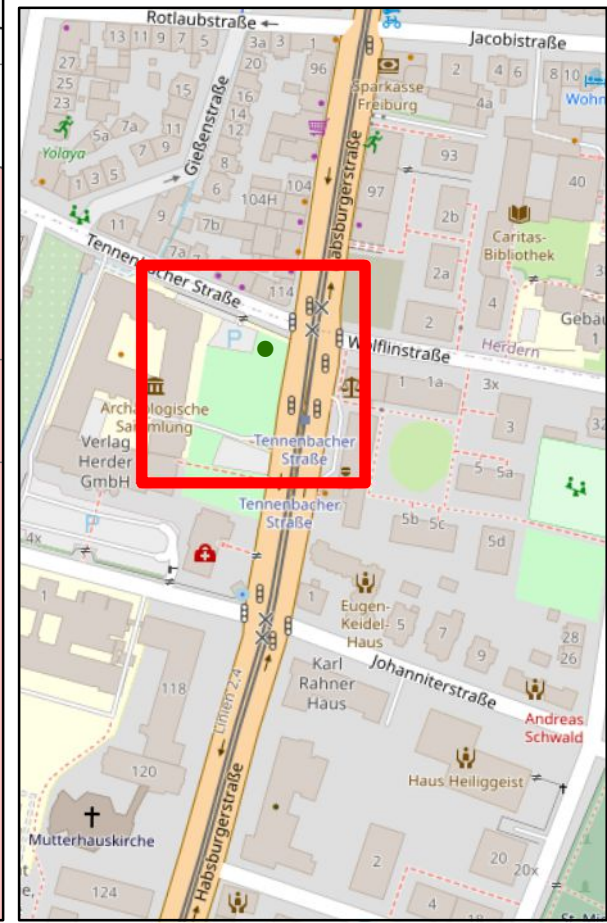 Rotlaubstraße ←
Jacobistraße
13 11 9 7 5
3a 3 1
27
25
23
15
20
16
14
12
96
Sparkasse
Freiburg
2
4 6
8 10
4a
Wohn
Yolaya
5a 7a
11
7 9
1 3 5
Gießenstraße
8
6
104H
104
93
97
2b
40
Caritas-
Bibliothek
11
9
7b
7a
Habsburgerstraße
2a
4
114
2
Tennenbacher Straße
P
Wölflinstraße
Herdern
Gebäu
1
1 1a
3x
3
Archäologische
Sammlung
Verlag
Herder
GmbH
Tennenbacher
Straße
5 5a
Tennenbacher
Straße
P
5b 5c
5d
4x
1
1
Eugen-
Keidel-
Haus
5
7
9
28
26
Johanniterstraße
Karl
Rahner
Haus
118
Linien 2,4
Andreas
Schwald
Haus Heiliggeist
120
Mutterhauskirche
Habsburgerstraße
124
2
20
20x
4